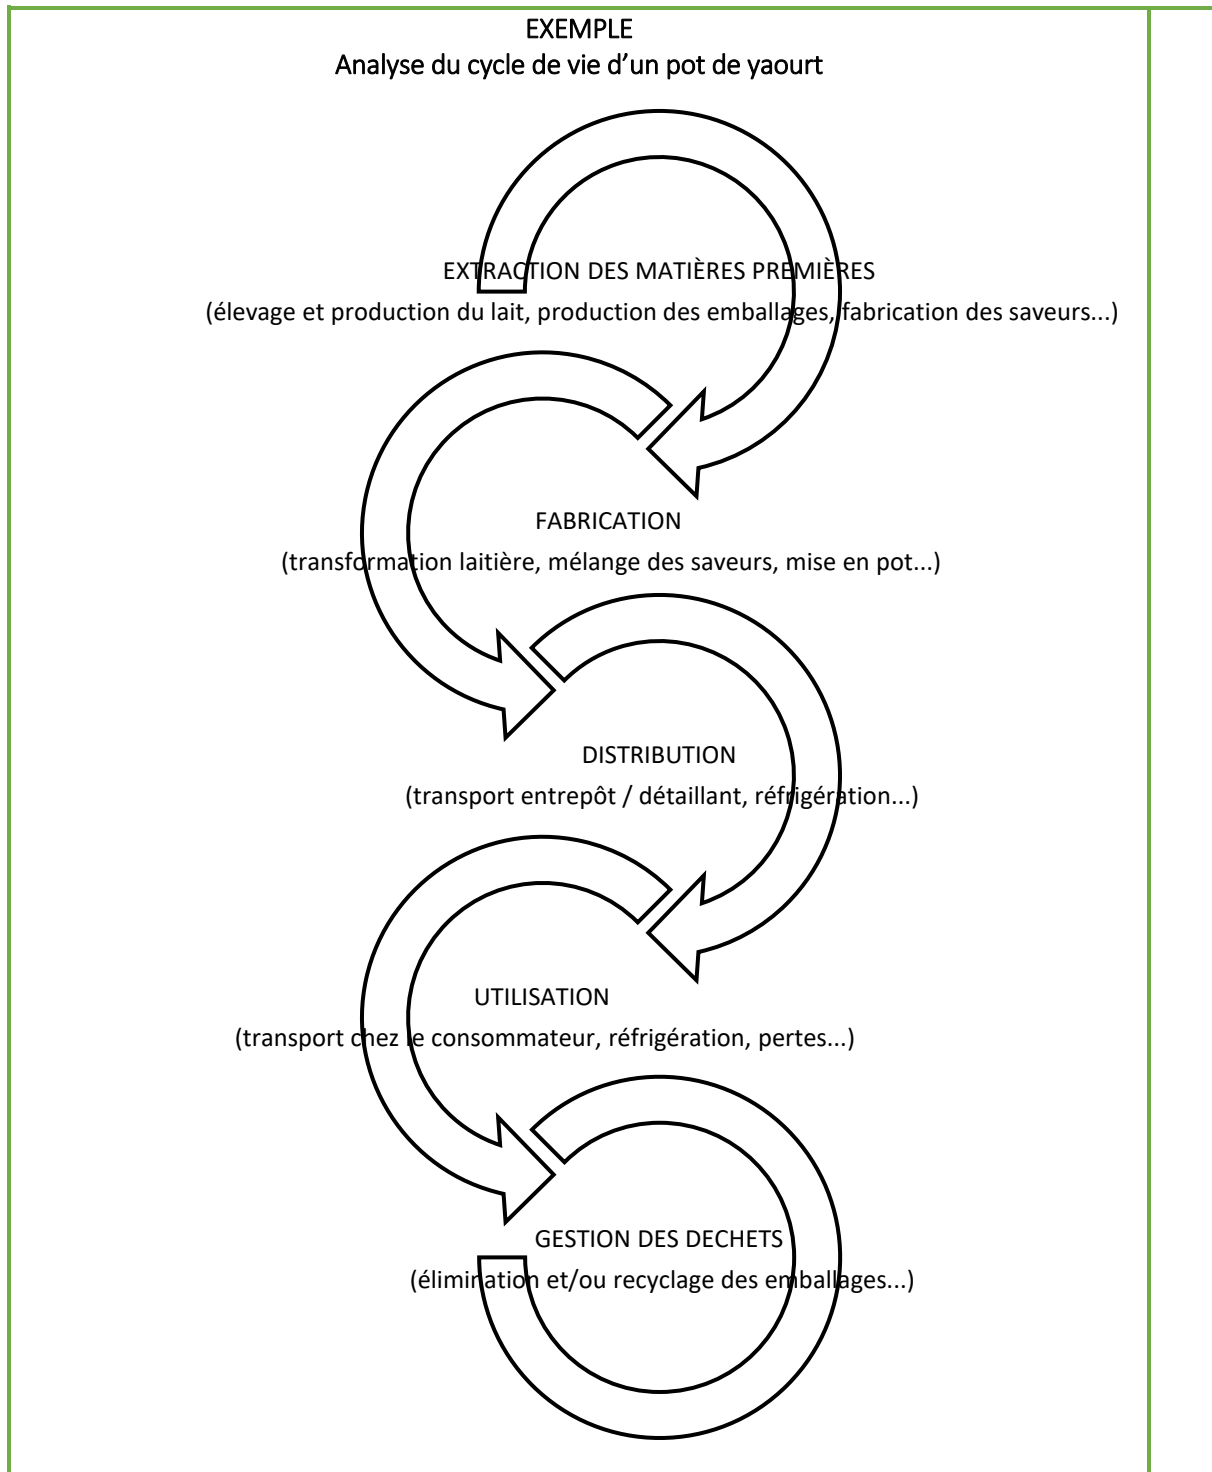 EXEMPLE
Analyse du cycle de vie d'un pot de yaourt
EXTRACTION DES MATIÈRES PREMIÈRES
(élevage et production du lait, production des emballages, fabrication des saveurs...)
FABRICATION
(transformation laitière, mélange des saveurs, mise en pot...)
DISTRIBUTION
(transport entrepôt / détaillant, réfrigération...)
UTILISATION
(transport chez le consommateur, réfrigération, pertes...)
GESTION DES DECHETS
(élimination et/ou recyclage des emballages...)